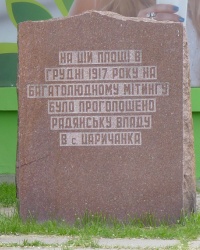 НА ЦІЙ ПЛОЩІ В
ГРУДНІ 1917 РОКУ НА
БАГАТОЛЮДНОМУ МІТИНГУ
БУЛО ПРОГОЛОШЕНО
РАДЯНСЬКУ ВЛАДУ
В с. ЦАРИЧАНКА